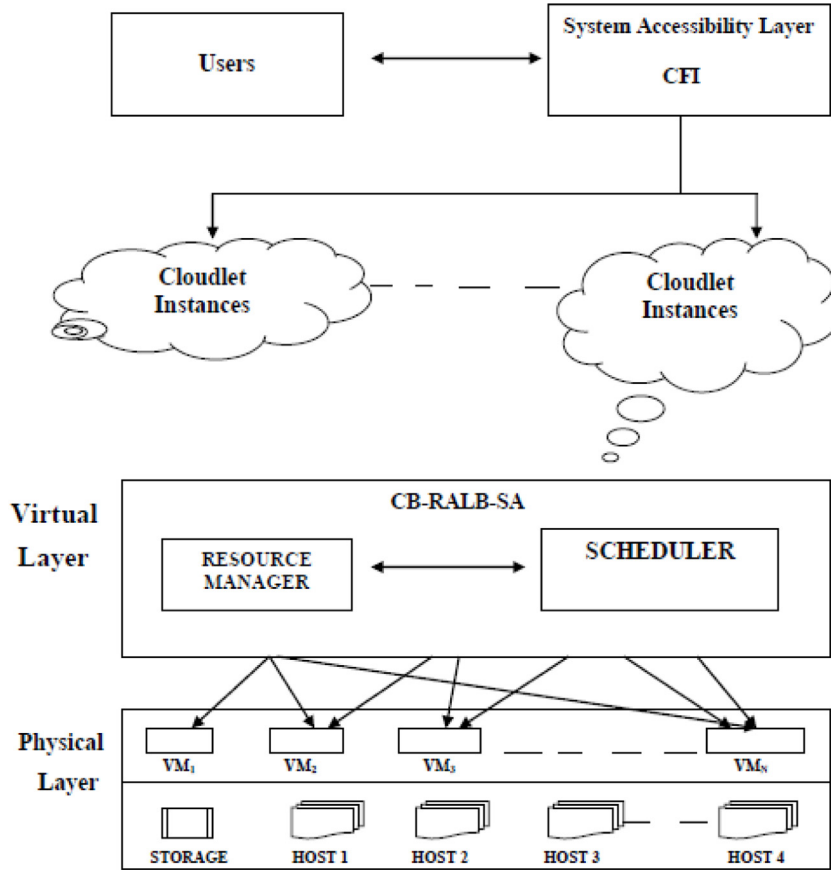 Users
System Accessibility Layer
CFI
Cloudlet
Instances
Cloudlet
Instances
Virtual
Layer
CB-RALB-SA
RESOURCE
MANAGER
SCHEDULER
Physical
Layer
VM₁
VM₂
VM₃
VMₙ
STORAGE
HOST 1
HOST 2
HOST 3
HOST 4